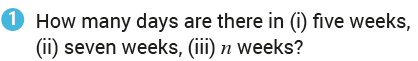 1 How many days are there in (i) five weeks,
(ii) seven weeks, (iii) n weeks?